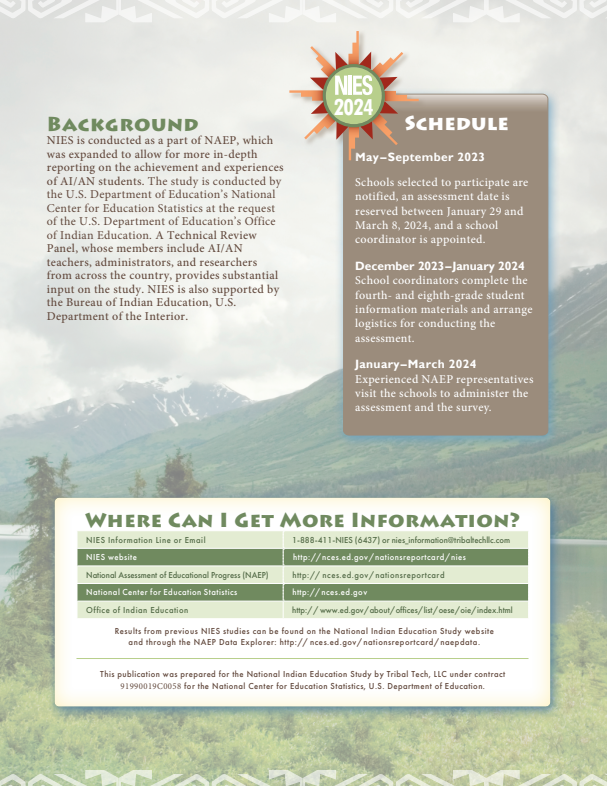 NIES
2024
BACKGROUND
NIES is conducted as a part of NAEP, which
was expanded to allow for more in-depth
reporting on the achievement and experiences
of AI/AN students. The study is conducted by
the U.S. Department of Education's National
Center for Education Statistics at the request
of the U.S. Department of Education's Office
of Indian Education. A Technical Review
Panel, whose members include AI/AN
teachers, administrators, and researchers
from across the country, provides substantial
input on the study. NIES is also supported by
the Bureau of Indian Education, U.S.
Department of the Interior.
SCHEDULE
May–September 2023
Schools selected to participate are
notified, an assessment date is
reserved between January 29 and
March 8, 2024, and a school
coordinator is appointed.
December 2023–January 2024
School coordinators complete the
fourth- and eighth-grade student
information materials and arrange
logistics for conducting the
assessment.
January–March 2024
Experienced NAEP representatives
visit the schools to administer the
assessment and the survey.
WHERE CAN I GET MORE INFORMATION?
NIES Information Line or Email 1-888-411-NIES (6437) or nies_information@tribaltechllc.com
NIES website http://nces.ed.gov/nationsreportcard/nies
National Assessment of Educational Progress (NAEP) http://nces.ed.gov/nationsreportcard
National Center for Education Statistics http://nces.ed.gov
Office of Indian Education http://www.ed.gov/about/offices/list/oese/oie/index.html
Results from previous NIES studies can be found on the National Indian Education Study website
and through the NAEP Data Explorer: http://nces.ed.gov/nationsreportcard/naepdata.
This publication was prepared for the National Indian Education Study by Tribal Tech, LLC under contract
91990019C0058 for the National Center for Education Statistics, U.S. Department of Education.